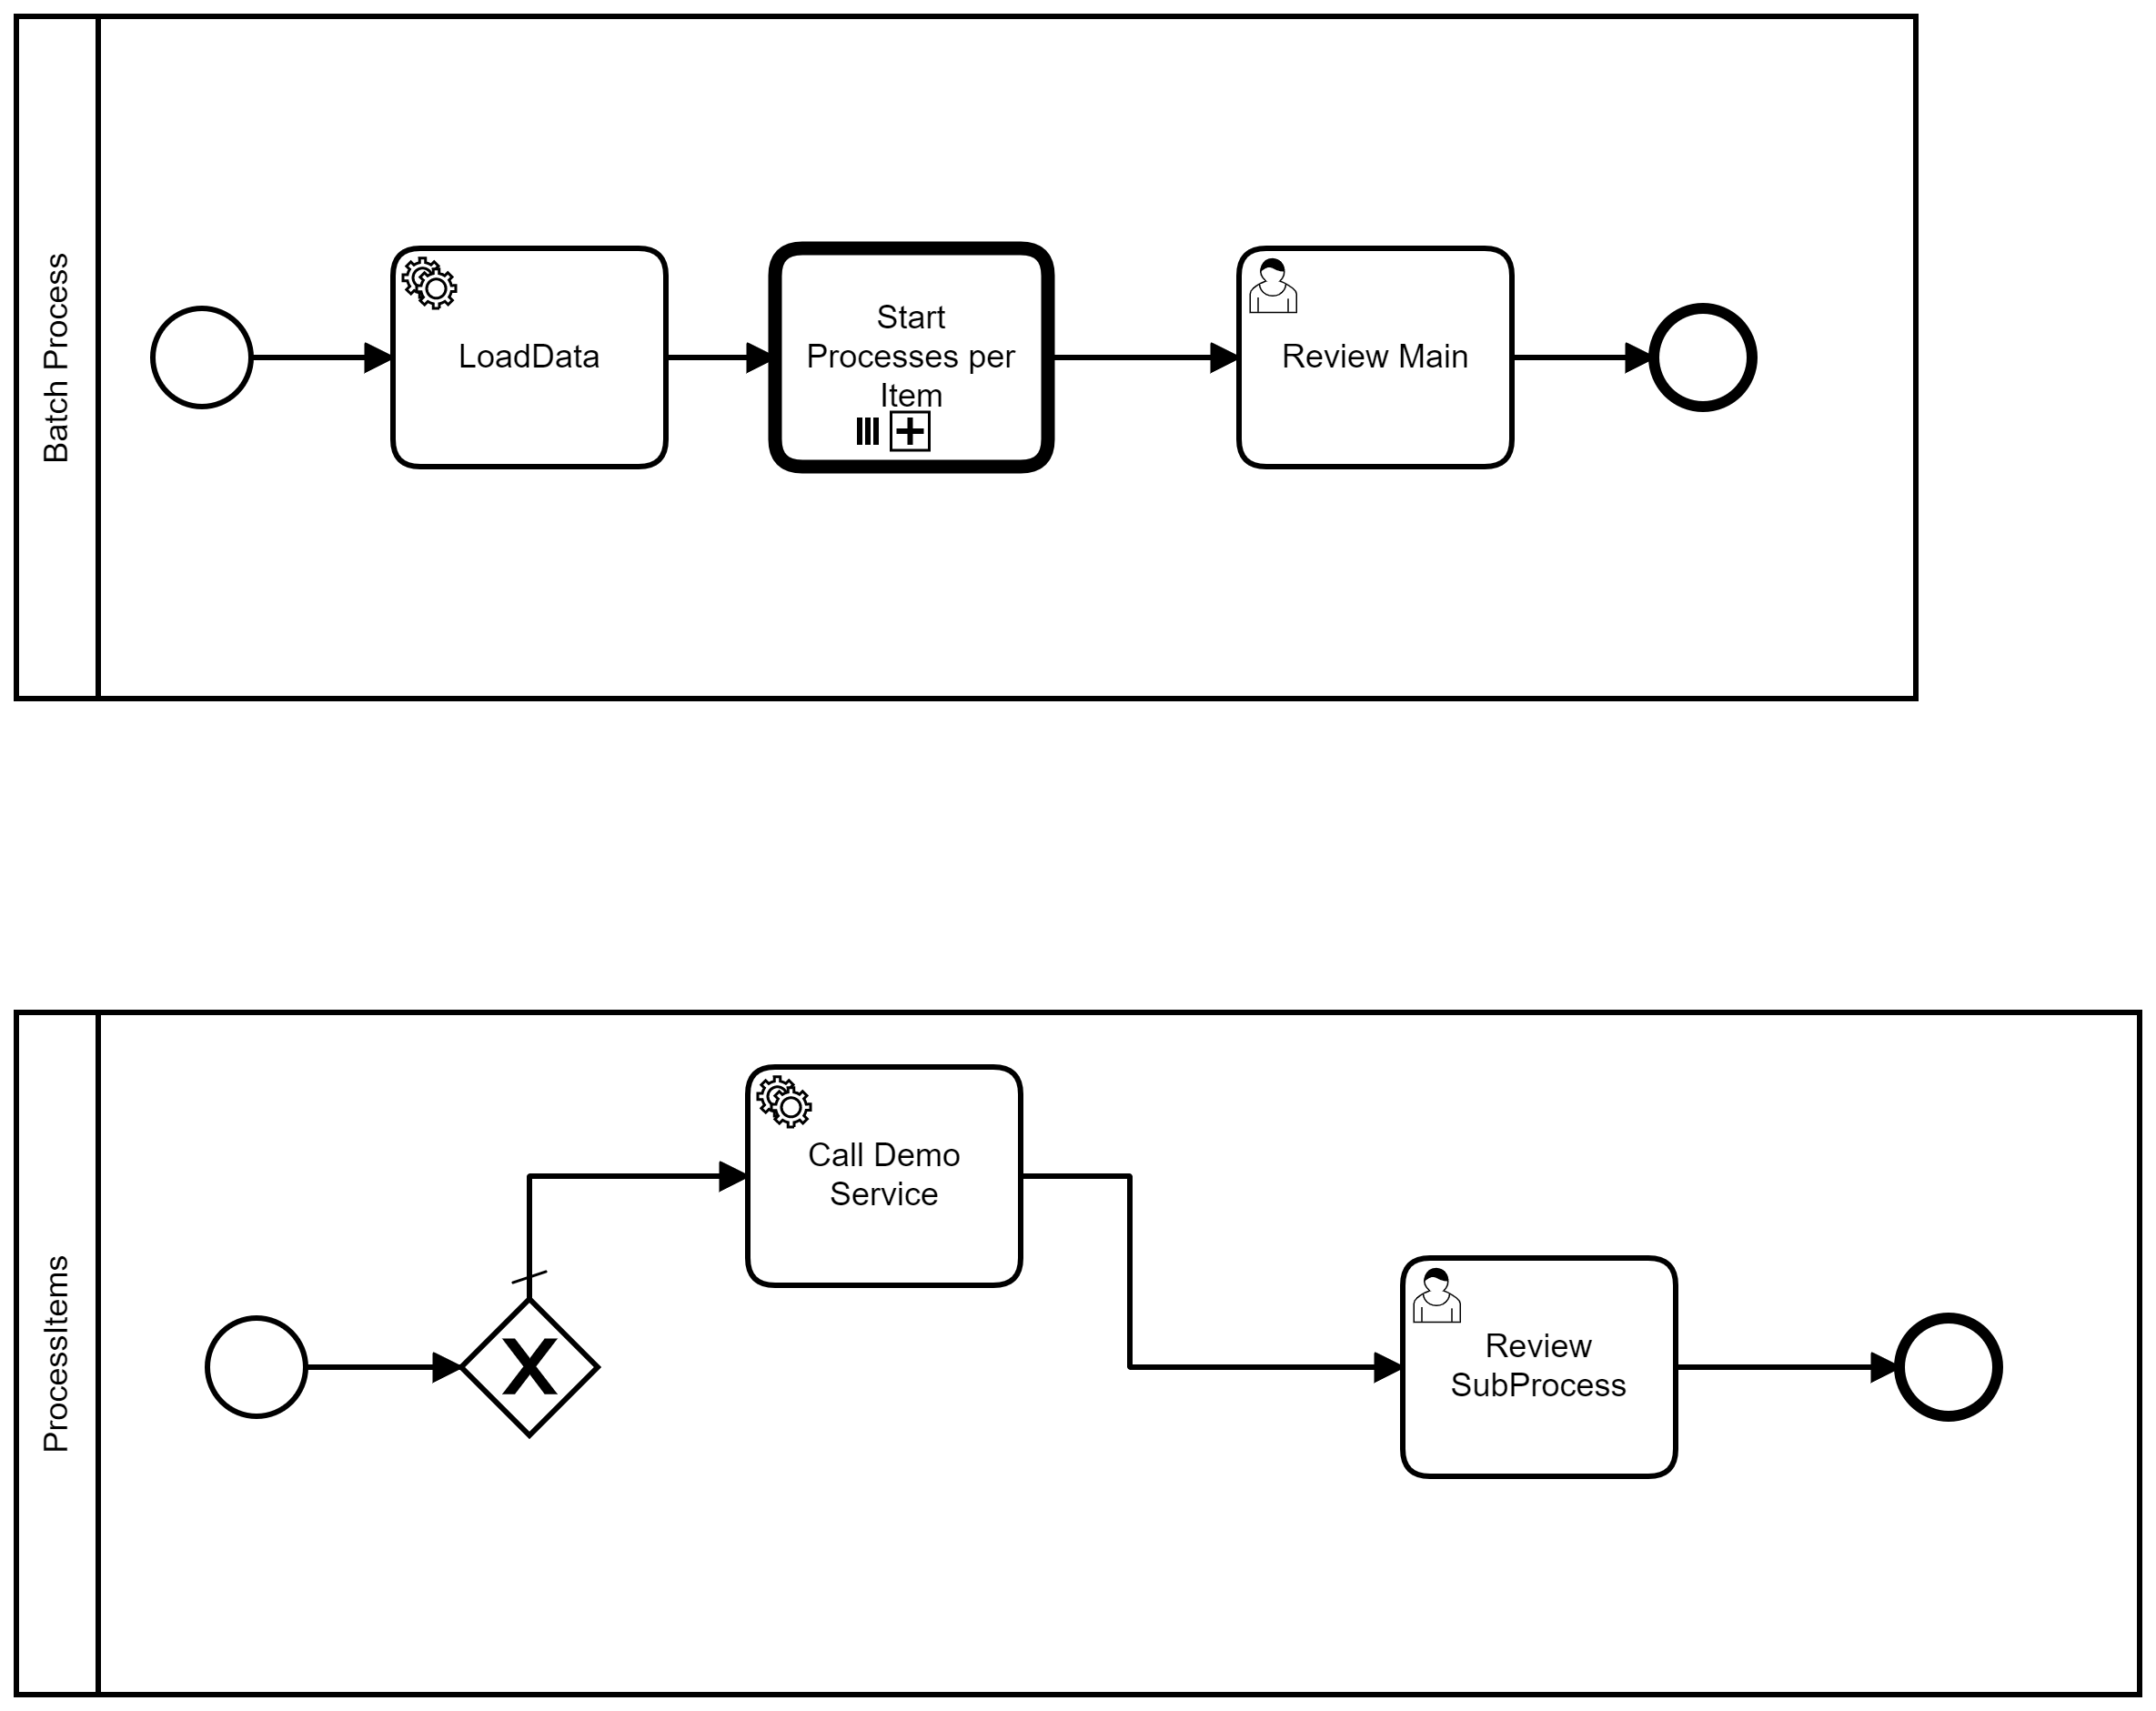 Batch Process
LoadData
Start
Processes per
Item
Review Main
ProcessItems
Call Demo
Service
Review
SubProcess